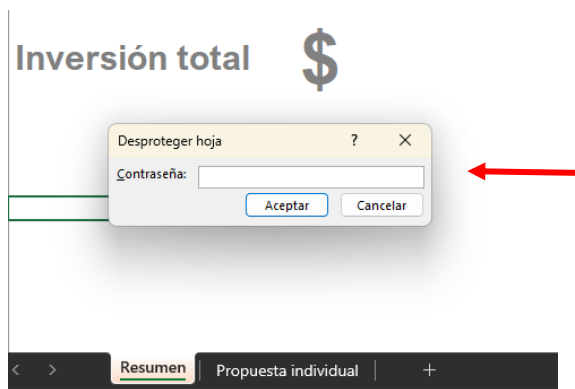 Inversión total $
Desproteger hoja ? ×
Contraseña:
Aceptar Cancelar
< > Resumen Propuesta individual +